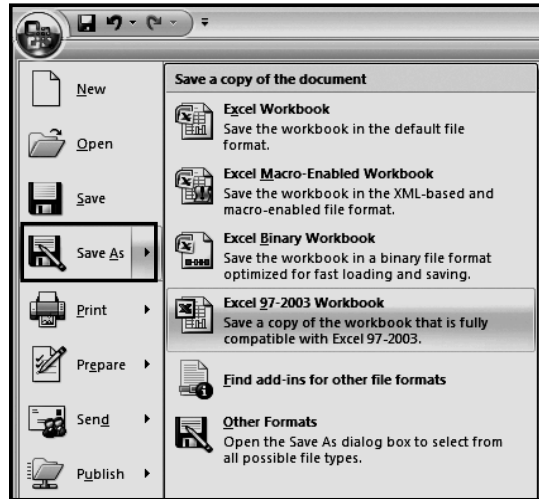 New
Open
Save
Save As
Print
Prepare
Send
Publish
Save a copy of the document
Excel Workbook
Save the workbook in the default file
format.
Excel Macro-Enabled Workbook
Save the workbook in the XML-based and
macro-enabled file format.
Excel Binary Workbook
Save the workbook in a binary file format
optimized for fast loading and saving.
Excel 97-2003 Workbook
Save a copy of the workbook that is fully
compatible with Excel 97-2003.
Find add-ins for other file formats
Other Formats
Open the Save As dialog box to select from
all possible file types.